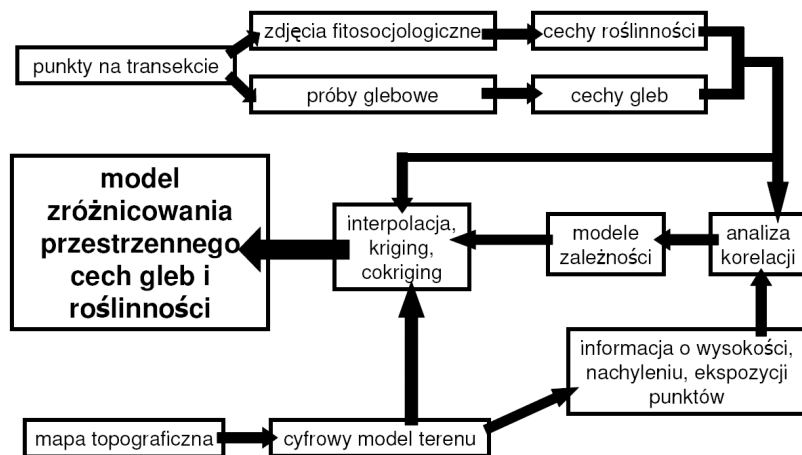 zdjęcia fitosocjologiczne
cechy roślinności
punkty na transekcie
próby glebowe
cechy gleb
model
zróżnicowania
przestrzennego
cech gleb i
roślinności
interpolacja,
kriging,
cokriging
modele
zależności
analiza
korelacji
informacja o wysokości,
nachyleniu, ekspozycji
punktów
mapa topograficzna
cyfrowy model terenu